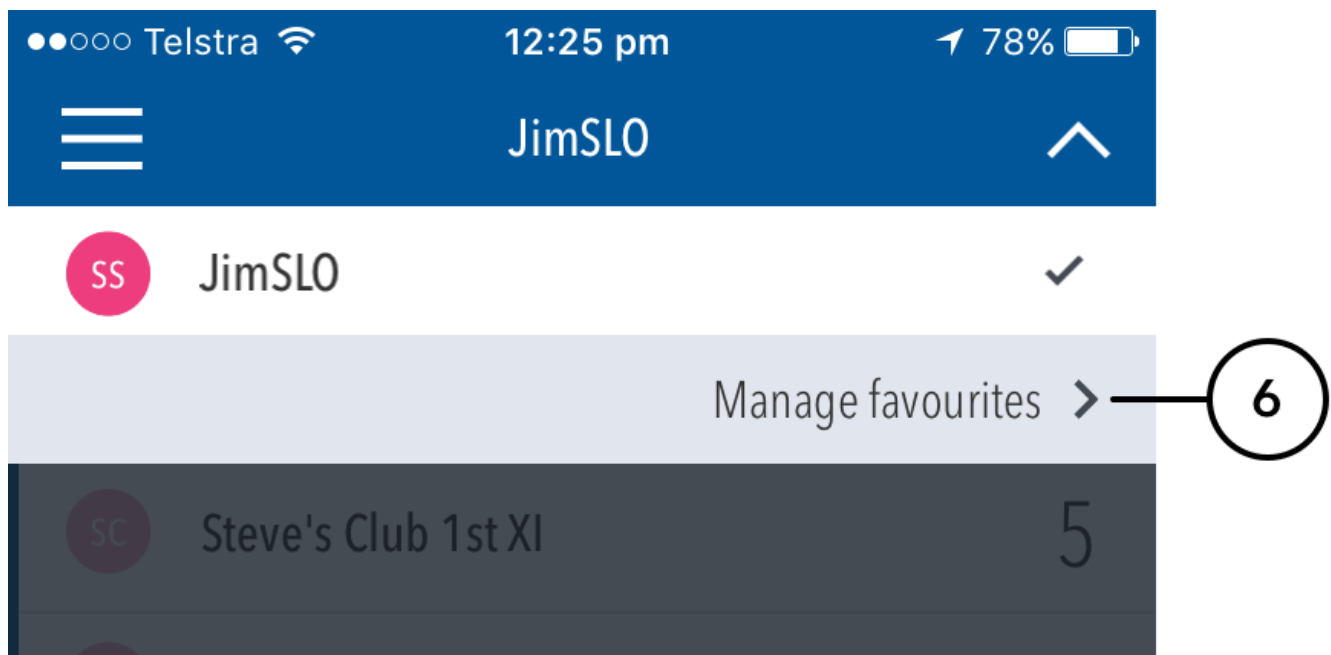 Telstra 12:25 pm 78%
JimSLO
SS JimSLO
Manage favourites 6
SC Steve's Club 1st XI 5